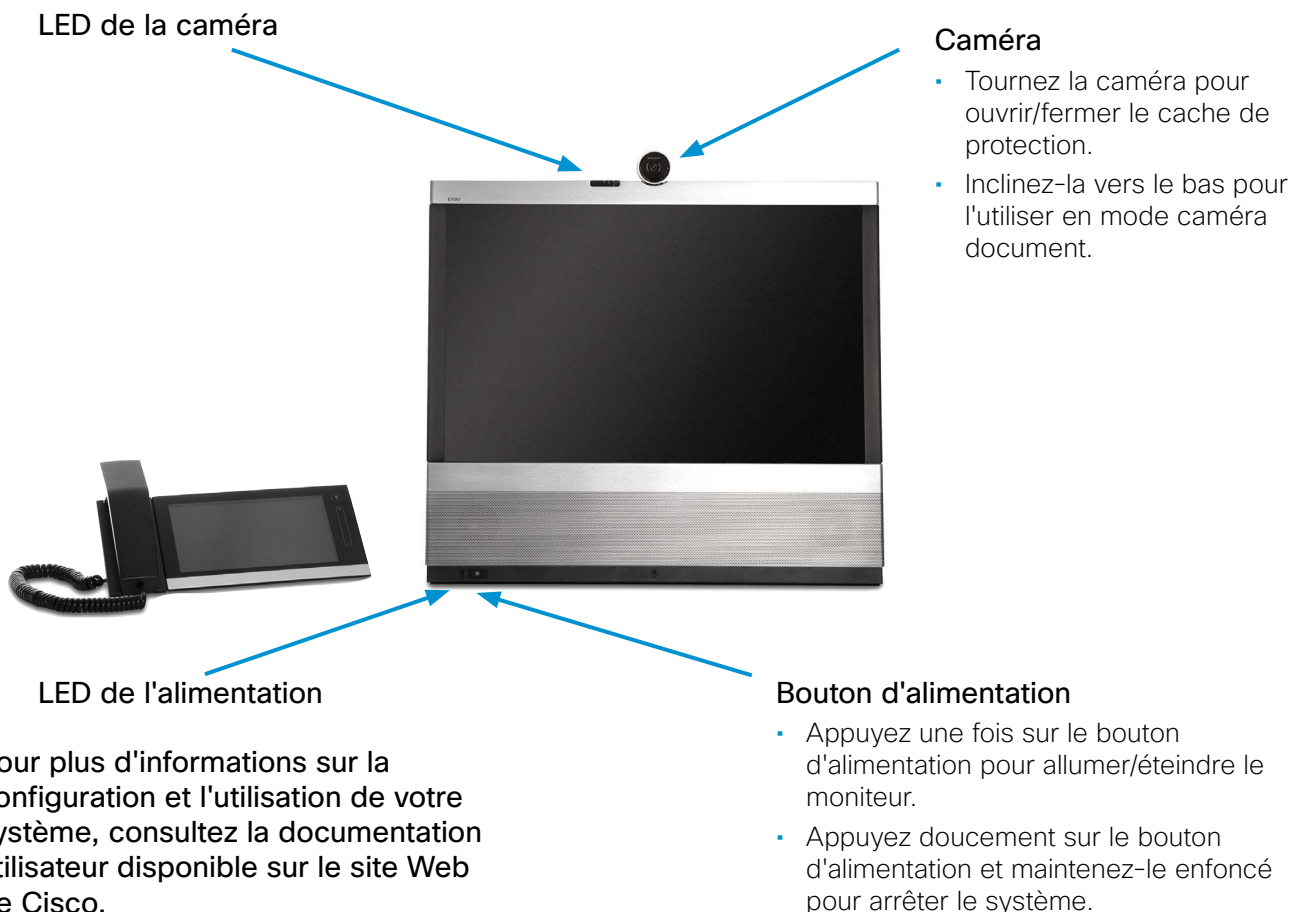 LED de la caméra
Caméra
• Tournez la caméra pour
ouvrir/fermer le cache de
protection.
• Inclinez-la vers le bas pour
l'utiliser en mode caméra
document.
EX90
LED de l'alimentation
our plus d'informations sur la
onfiguration et l'utilisation de votre
ystème, consultez la documentation
tilisateur disponible sur le site Web
e Cisco.
Bouton d'alimentation
• Appuyez une fois sur le bouton
d'alimentation pour allumer/éteindre le
moniteur.
• Appuyez doucement sur le bouton
d'alimentation et maintenez-le enfoncé
pour arrêter le système.